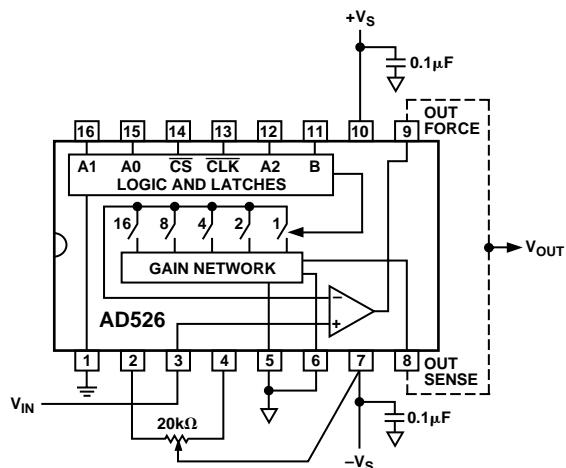 +VS
0.1µF
OUT
FORCE
16 15 14 13 12 11 10 9
A1 A0 CS CLK A2 B
LOGIC AND LATCHES
16 8 4 2 1
GAIN NETWORK
VOUT
−
+
AD526
1 2 3 4 5 6 7 8
OUT
SENSE
VIN
20kΩ
0.1µF
−VS